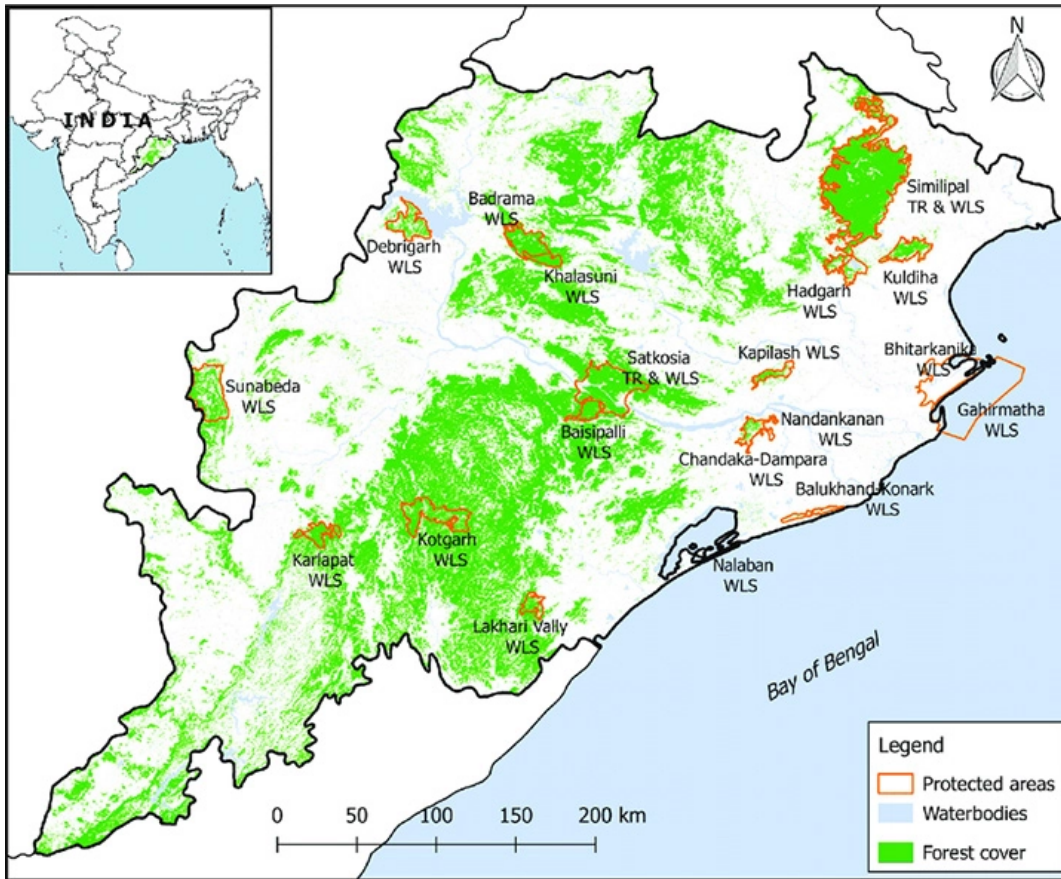 INDIA
N
Similipal
TR & WLS
Badrama
WLS
Debrigarh
WLS
Khalasuni
WLS
Hadgarh
WLS
Kuldiha
WLS
Sunabeda
WLS
Satkosia
TR & WLS
Kapilash WLS
Bhitarkanika
WLS
Gahirmatha
WLS
Baisipalli
WLS
Nandankanan
WLS
Chandaka-Dampara
WLS
Balukhand-Konark
WLS
Karlapat
WLS
Kotgarh
WLS
Nalaban
WLS
Lakhari Vally
WLS
Bay of Bengal
0 50 100 150 200 km
Legend
Protected areas
Waterbodies
Forest cover